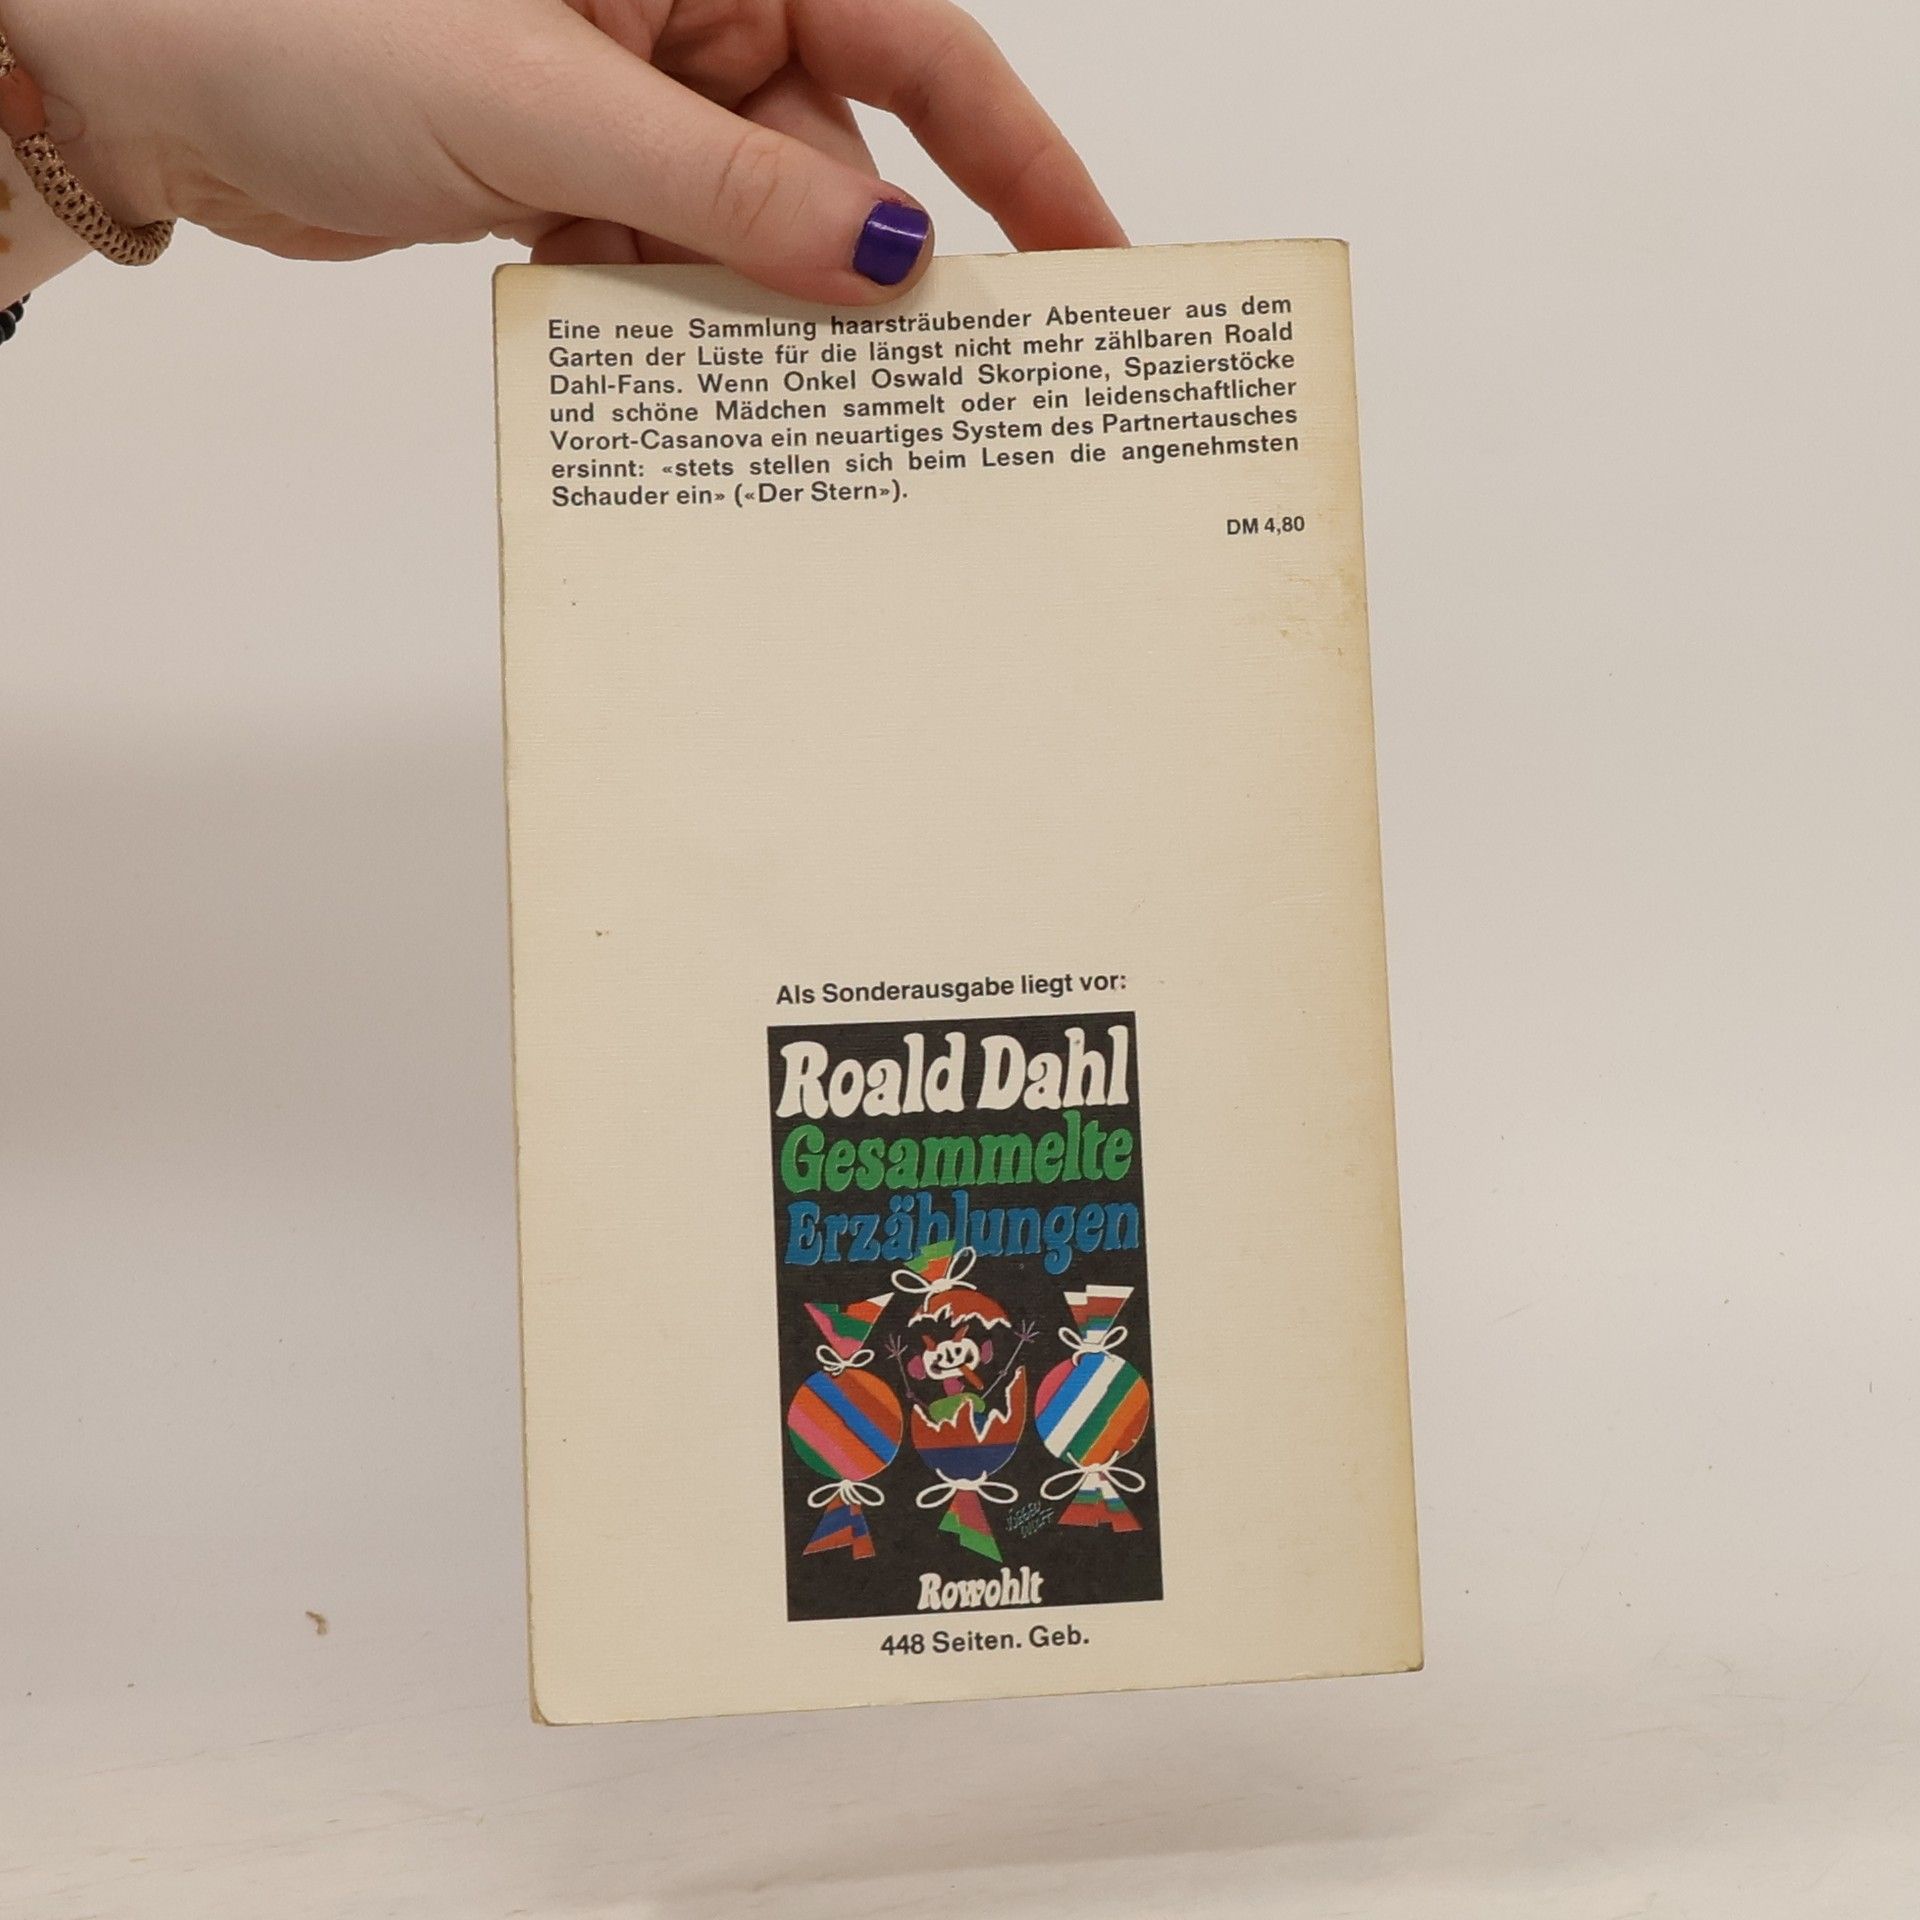 Eine neue Sammlung haarsträubender Abenteuer aus dem
Garten der Lüste für die längst nicht mehr zählbaren Roald
Dahl-Fans. Wenn Onkel Oswald Skorpione, Spazierstöcke
und schöne Mädchen sammelt oder ein leidenschaftlicher
Vorort-Casanova ein neuartiges System des Partnertausches
ersinnt: «stets stellen sich beim Lesen die angenehmsten
Schauder ein» («Der Stern»).
DM 4,80
Als Sonderausgabe liegt vor:
Roald Dahl
Gesammelte
Erzählungen
JÜRGEN
WULFF
Rowohlt
448 Seiten. Geb.